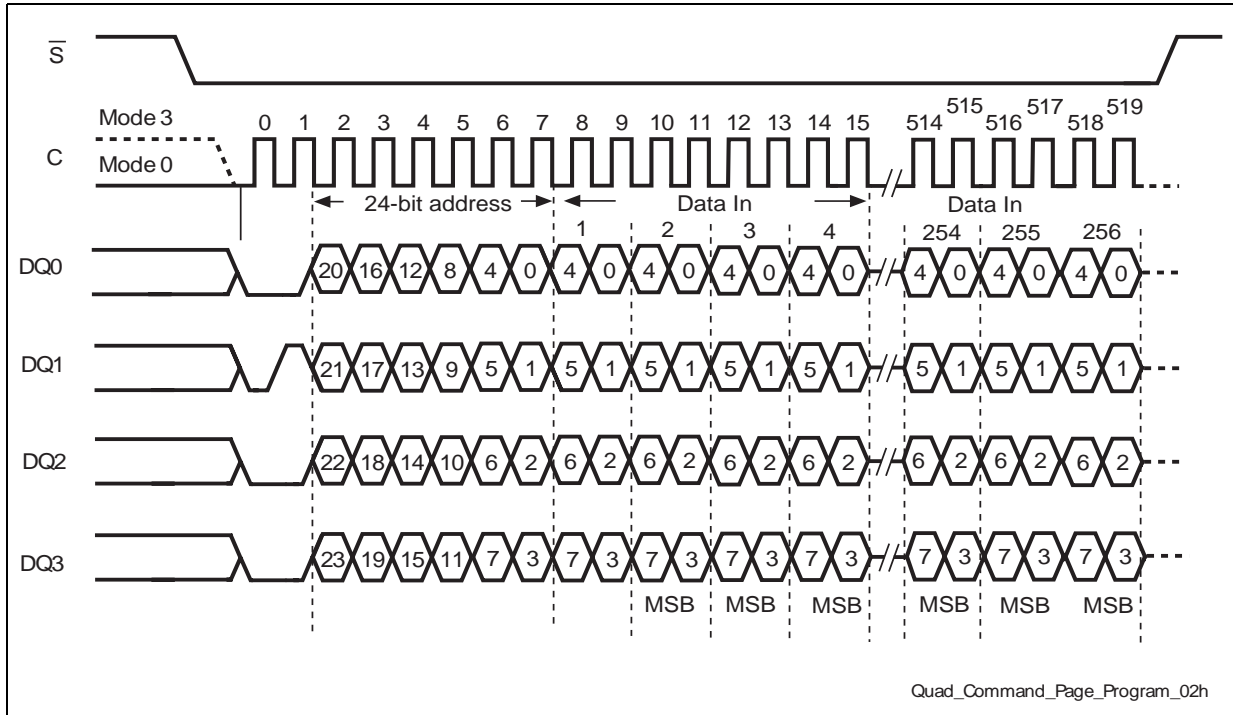 S
Mode 3
C
Mode 0
0 1 2 3 4 5 6 7 8 9 10 11 12 13 14 15 514 515 516 517 518 519
24-bit address Data In Data In
1 2 3 4 254 255 256
DQ0 20 16 12 8 4 0 4 0 4 0 4 0 4 0 4 0 4 0 4 0
DQ1 21 17 13 9 5 1 5 1 5 1 5 1 5 1 5 1 5 1 5 1
DQ2 22 18 14 10 6 2 6 2 6 2 6 2 6 2 6 2 6 2 6 2
DQ3 23 19 15 11 7 3 7 3 7 3 7 3 7 3 7 3 7 3 7 3
MSB MSB MSB MSB MSB MSB
Quad_Command_Page_Program_02h